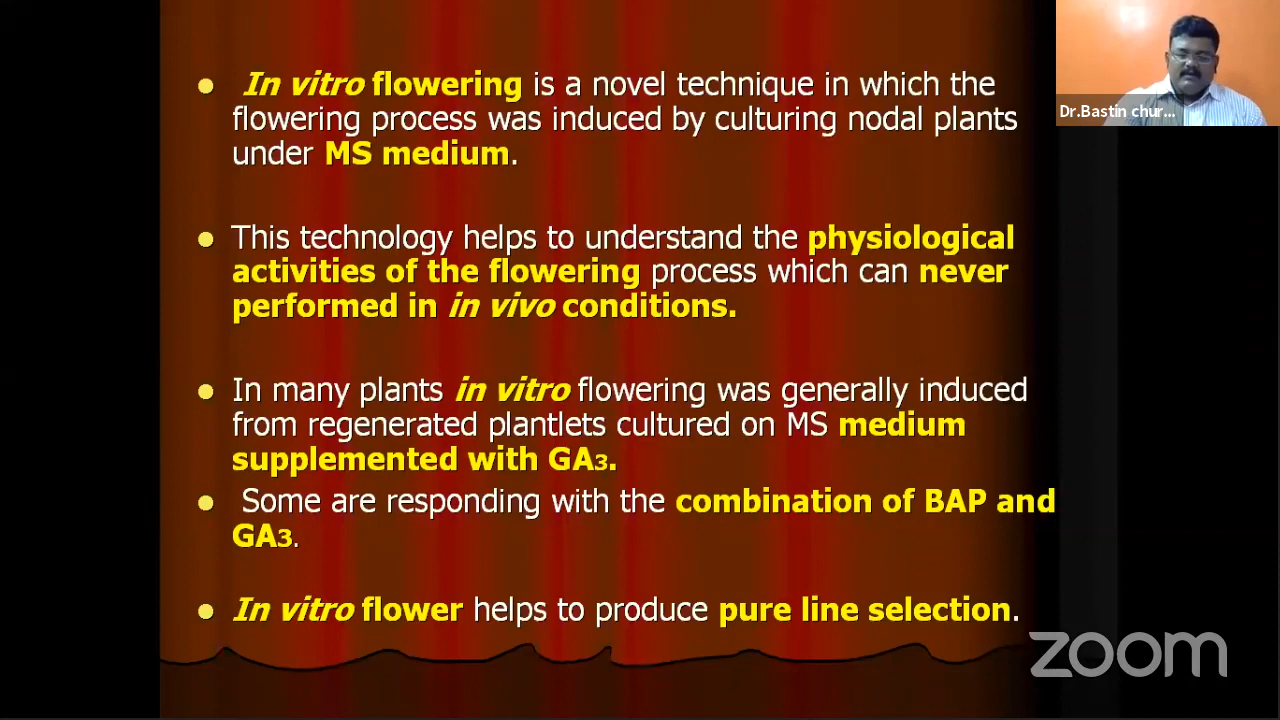 In vitro flowering is a novel technique in which the
flowering process was induced by culturing nodal plants
under MS medium.
This technology helps to understand the physiological
activities of the flowering process which can never
performed in in vivo conditions.
In many plants in vitro flowering was generally induced
from regenerated plantlets cultured on MS medium
supplemented with GA3.
Some are responding with the combination of BAP and
GA3.
In vitro flower helps to produce pure line selection.
Dr.Bastin chur...
zoom